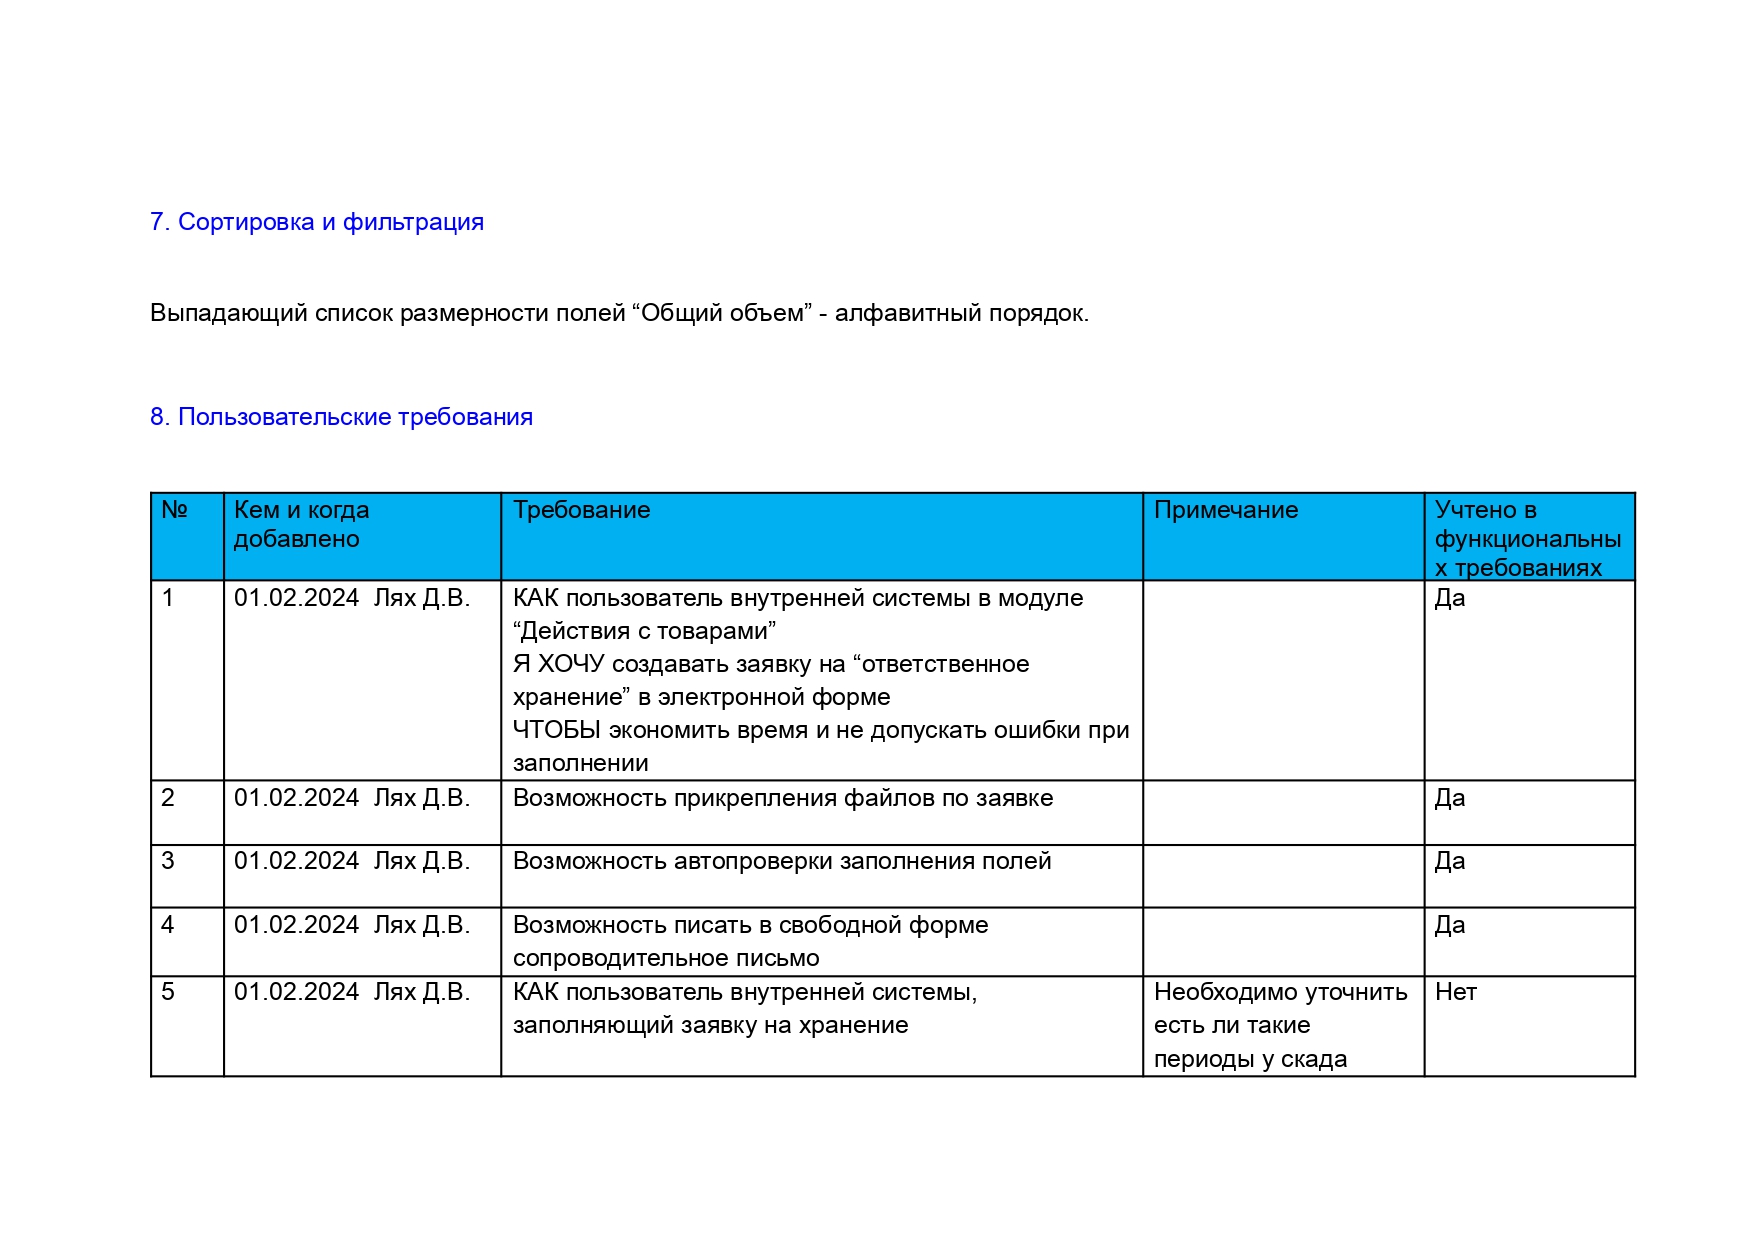 7. Сортировка и фильтрация
Выпадающий список размерности полей “Общий объем” - алфавитный порядок.
8. Пользовательские требования
№
Кем и когда
добавлено
Требование
Примечание
Учтено в
функциональны
х требованиях
1
01.02.2024 Лях Д.В.
КАК пользователь внутренней системы в модуле
“Действия с товарами”
Я ХОЧУ создавать заявку на “ответственное
хранение” в электронной форме
ЧТОБЫ экономить время и не допускать ошибки при
заполнении
Да
2
01.02.2024 Лях Д.В.
Возможность прикрепления файлов по заявке
Да
3
01.02.2024 Лях Д.В.
Возможность автопроверки заполнения полей
Да
4
01.02.2024 Лях Д.В.
Возможность писать в свободной форме
сопроводительное письмо
Да
5
01.02.2024 Лях Д.В.
КАК пользователь внутренней системы,
заполняющий заявку на хранение
Необходимо уточнить
есть ли такие
периоды у скада
Нет